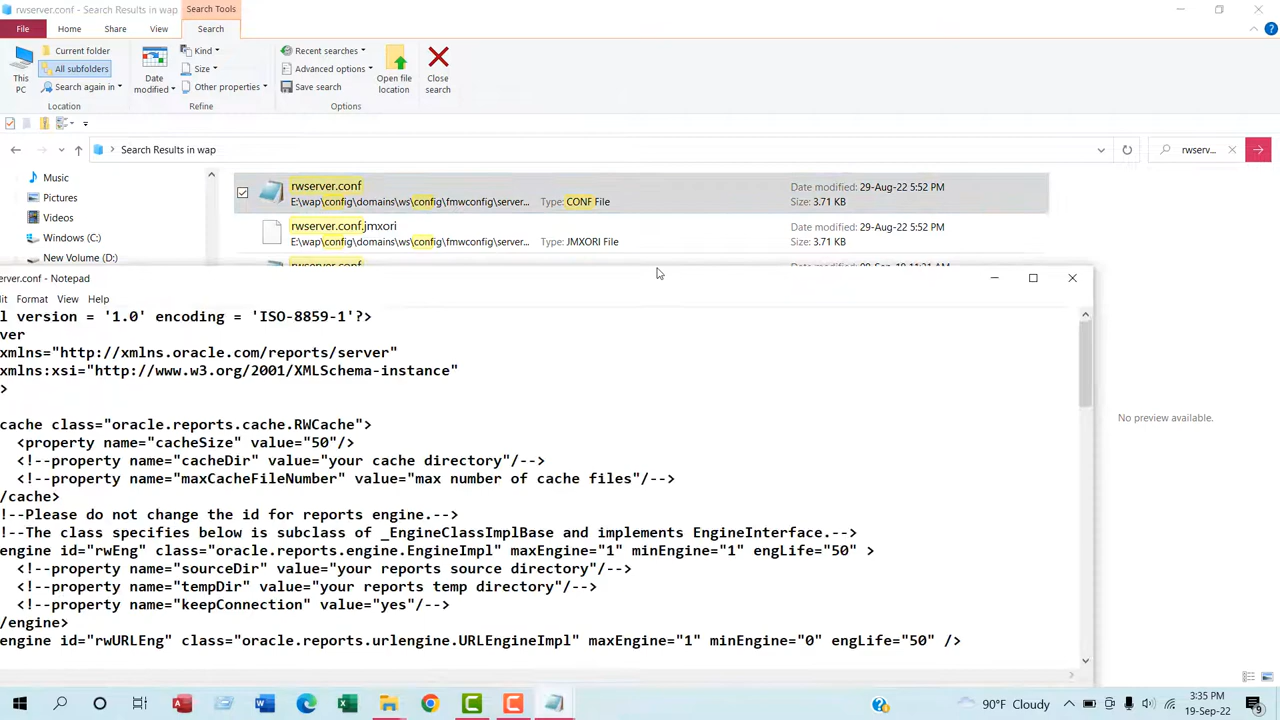 rwserver.conf - Search Results in wap
Search Tools
File
Home
Share
View
Search
This PC
Current folder
All subfolders
Search again in
Location
Date modified
Kind
Size
Other properties
Refine
Recent searches
Advanced options
Save search
Open file location
Options
Close search
Search Results in wap
rwserv...
Music
Pictures
Videos
Windows (C:)
New Volume (D:)
rwserver.conf
E:\wap\config\domains\ws\config\fmwconfig\server...
Type: CONF File
Date modified: 29-Aug-22 5:52 PM
Size: 3.71 KB
rwserver.conf.jmxori
E:\wap\config\domains\ws\config\fmwconfig\server...
Type: JMXORI File
Date modified: 29-Aug-22 5:52 PM
Size: 3.71 KB
rwserver.conf
No preview available.
erver.conf - Notepad
it Format View Help
l version = '1.0' encoding = 'ISO-8859-1'?>
ver
xmlns="http://xmlns.oracle.com/reports/server"
xmlns:xsi="http://www.w3.org/2001/XMLSchema-instance"
>
cache class="oracle.reports.cache.RWCache">
<property name="cacheSize" value="50"/>
<!--property name="cacheDir" value="your cache directory"/-->
<!--property name="maxCacheFileNumber" value="max number of cache files"/-->
/cache>
!--Please do not change the id for reports engine.-->
!--The class specifies below is subclass of _EngineClassImplBase and implements EngineInterface.-->
engine id="rwEng" class="oracle.reports.engine.EngineImpl" maxEngine="1" minEngine="1" engLife="50" >
<!--property name="sourceDir" value="your reports source directory"/-->
<!--property name="tempDir" value="your reports temp directory"/-->
<!--property name="keepConnection" value="yes"/-->
/engine>
engine id="rwURLEng" class="oracle.reports.urlengine.URLEngineImpl" maxEngine="1" minEngine="0" engLife="50" />
90°F Cloudy
3:35 PM
19-Sep-22
9